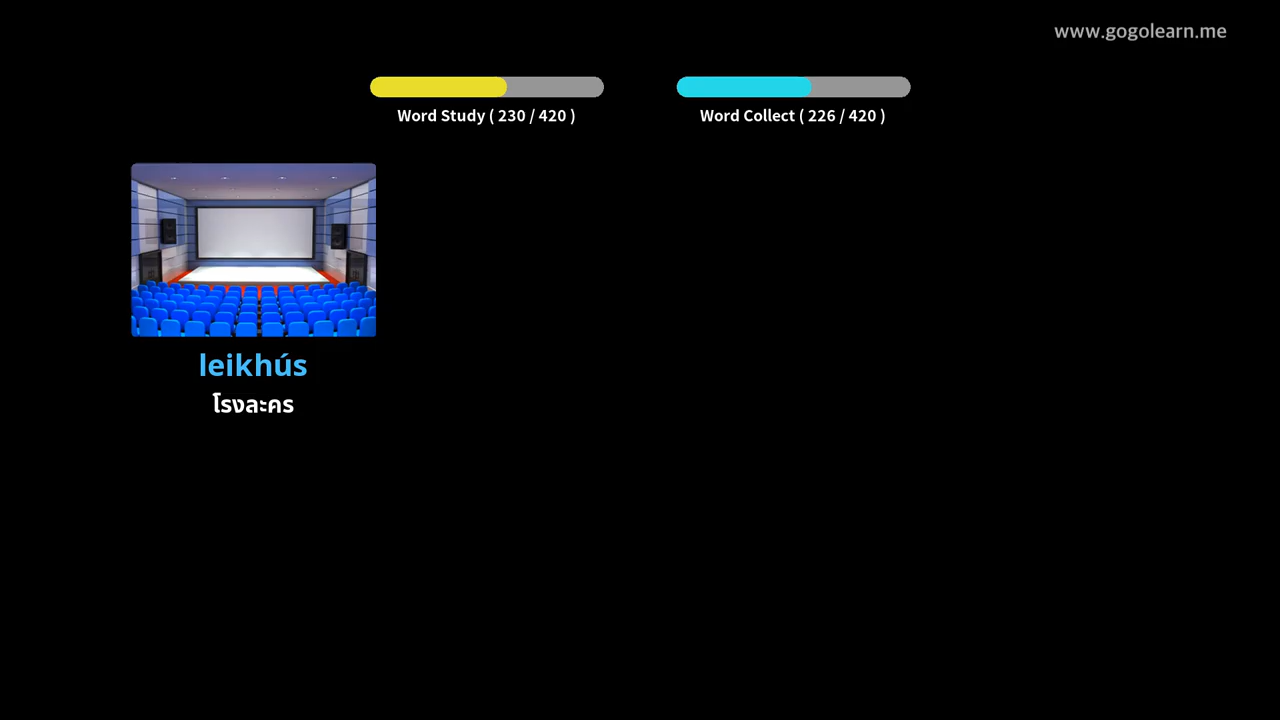 www.gogolearn.me
Word Study ( 230 / 420 )
Word Collect ( 226 / 420 )
leikhús
โรงละคร